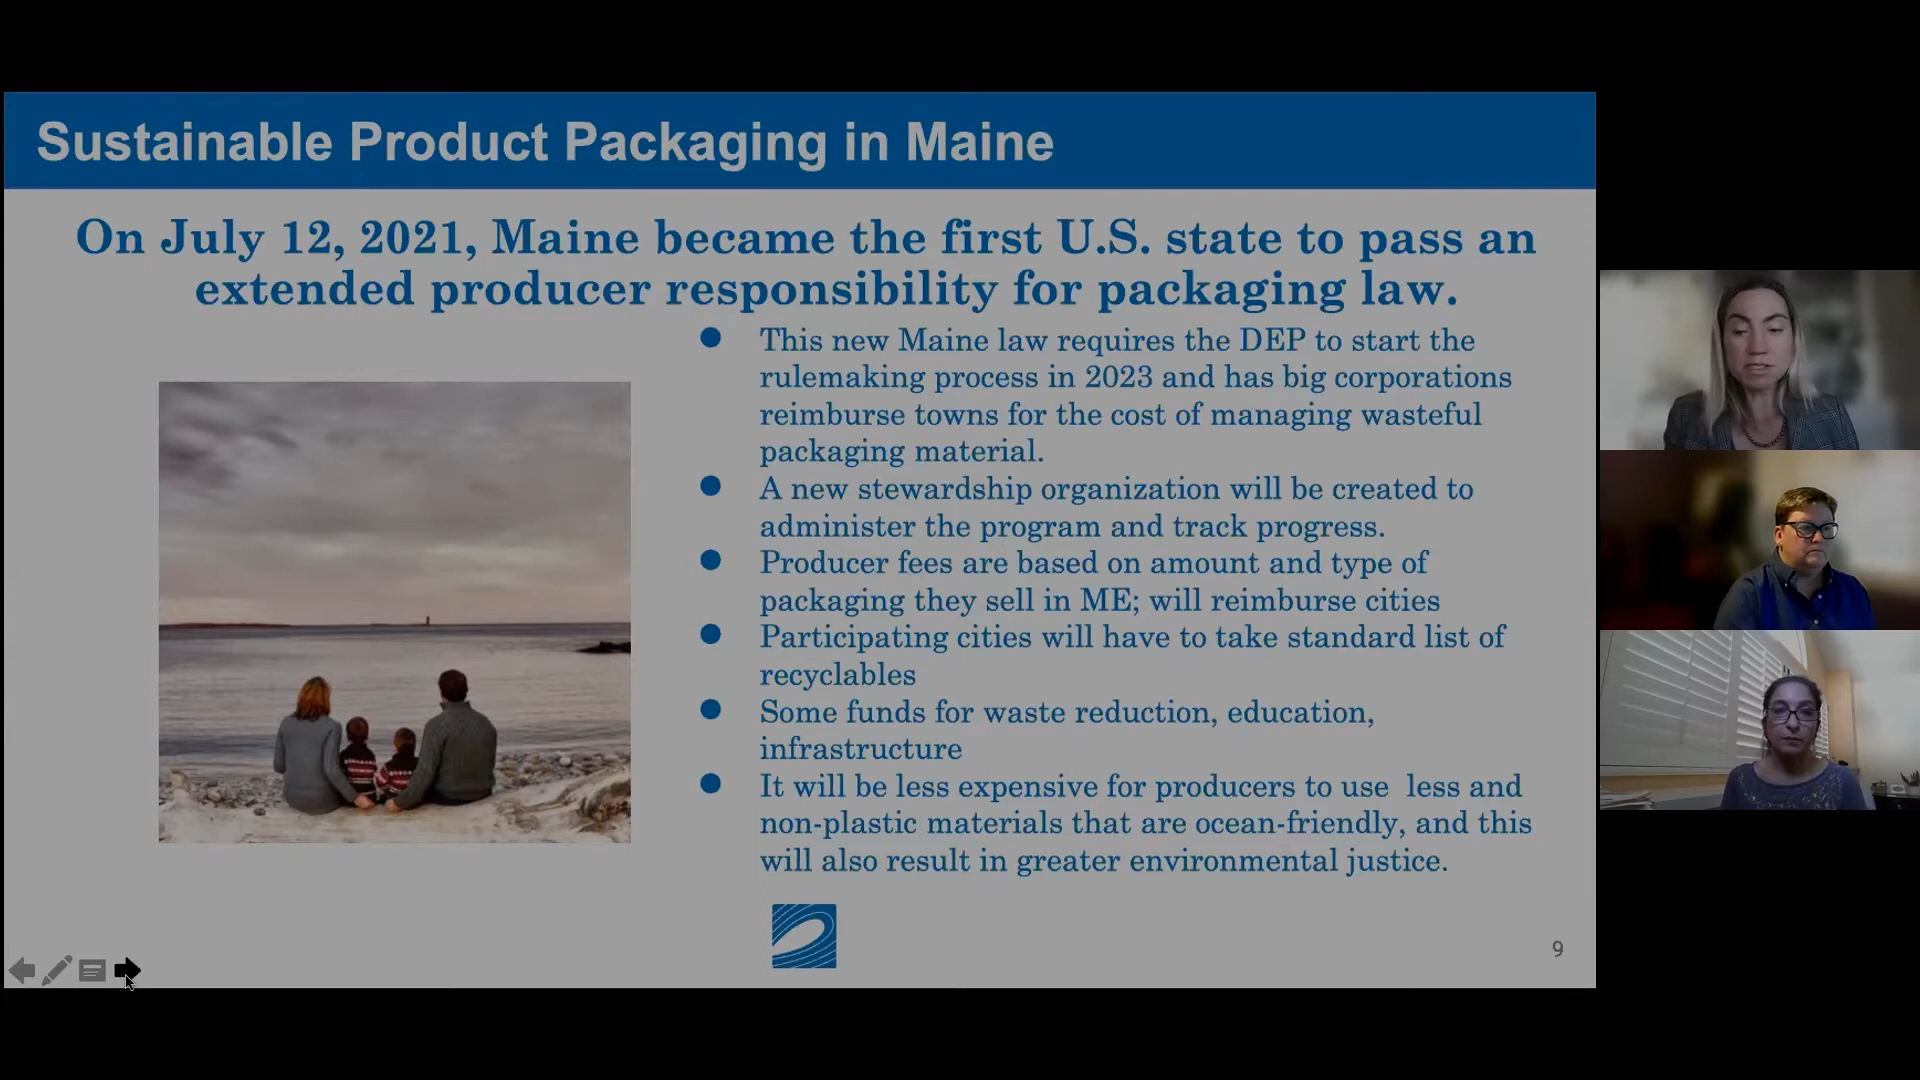 Sustainable Product Packaging in Maine
On July 12, 2021, Maine became the first U.S. state to pass an
extended producer responsibility for packaging law.
● This new Maine law requires the DEP to start the
rulemaking process in 2023 and has big corporations
reimburse towns for the cost of managing wasteful
packaging material.
● A new stewardship organization will be created to
administer the program and track progress.
● Producer fees are based on amount and type of
packaging they sell in ME; will reimburse cities
● Participating cities will have to take standard list of
recyclables
● Some funds for waste reduction, education,
infrastructure
● It will be less expensive for producers to use  less and
non-plastic materials that are ocean-friendly, and this
will also result in greater environmental justice.
9